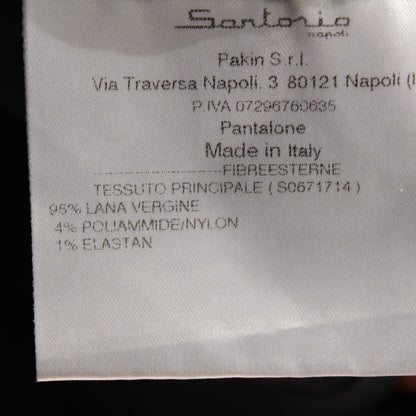 Sartorio
napoli
Pakin S.r.l.
Via Traversa Napoli, 3 80121 Napoli (
P.IVA 07296760635
Pantalone
Made in Italy
--------------------------FIBREESTERNE
TESSUTO PRINCIPALE ( S0671714 )
95% LANA VERGINE
4% POLIAMMIDE/NYLON
1% ELASTAN